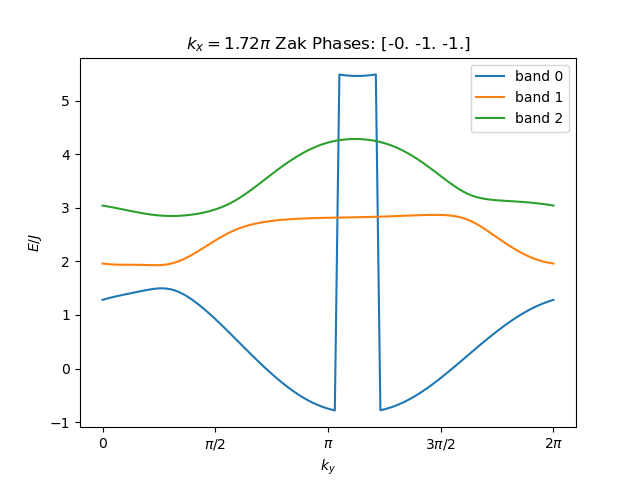 kₓ = 1.72π Zak Phases: [-0. -1. -1.]
band 0
band 1
band 2
E/J
5
4
3
2
1
0
−1
0
π/2
π
3π/2
2π
k_y